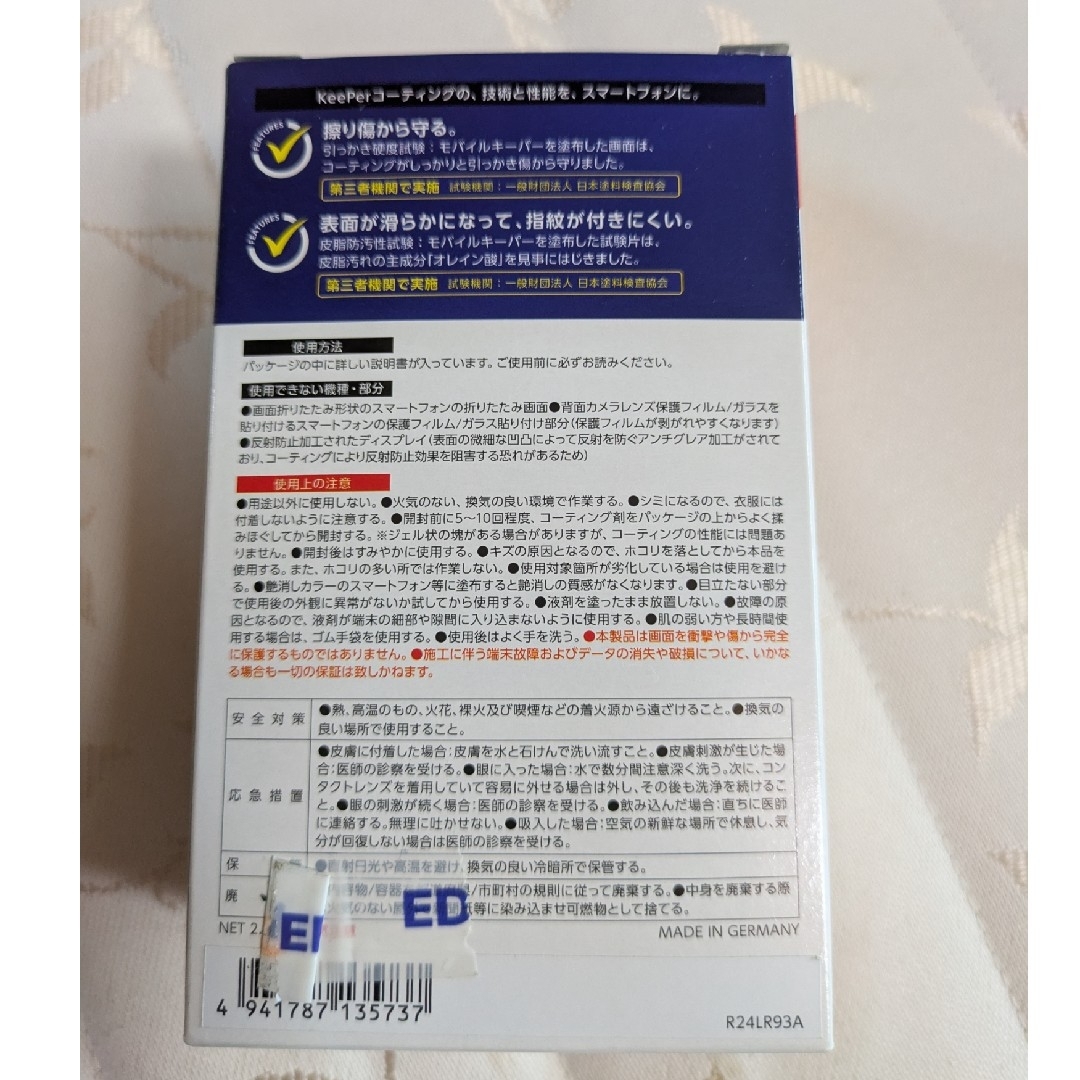 KeePerコーティングの、技術と性能を、スマートフォンに。
FEATURES
擦り傷から守る。
引っかき硬度試験：モバイルキーパーを塗布した画面は、
コーティングがしっかりと引っかき傷から守りました。
第三者機関で実施 試験機関：一般財団法人 日本塗料検査協会
FEATURES
表面が滑らかになって、指紋が付きにくい。
皮脂防汚性試験：モバイルキーパーを塗布した試験片は、
皮脂汚れの主成分「オレイン酸」を見事にはじきました。
第三者機関で実施 試験機関：一般財団法人 日本塗料検査協会
使用方法
パッケージの中に詳しい説明書が入っています。ご使用前に必ずお読みください。
使用できない機種・部分
●画面折りたたみ形状のスマートフォンの折りたたみ画面●背面カメラレンズ保護フィルム/ガラスを
貼り付けるスマートフォンの保護フィルム/ガラス貼り付け部分(保護フィルムが剥がれやすくなります)
●反射防止加工されたディスプレイ(表面の微細な凹凸によって反射を防ぐアンチグレア加工がされて
おり、コーティングにより反射防止効果を阻害する恐れがあるため)
使用上の注意
●用途以外に使用しない。●火気のない、換気の良い環境で作業する。●シミになるので、衣服には
付着しないように注意する。●開封前に5〜10回程度、コーティング剤をパッケージの上からよく揉
みほぐしてから開封する。※ジェル状の塊がある場合がありますが、コーティングの性能には問題あ
りません。●開封後はすみやかに使用する。●キズの原因となるので、ホコリを落としてから本品を
使用する。また、ホコリの多い所では作業しない。●使用対象箇所が劣化している場合は使用を避け
る。●艶消しカラーのスマートフォン等に塗布すると艶消しの質感がなくなります。●目立たない部分
で使用後の外観に異常がないか試してから使用する。●液剤を塗ったまま放置しない。●故障の原
因となるので、液剤が端末の細部や隙間に入り込まないように使用する。●肌の弱い方や長時間使
用する場合は、ゴム手袋を使用する。●使用後はよく手を洗う。●本製品は画面を衝撃や傷から完全
に保護するものではありません。●施工に伴う端末故障およびデータの消失や破損について、いかな
る場合も一切の保証は致しかねます。
安全対策
●熱、高温のもの、火花、裸火及び喫煙などの着火源から遠ざけること。●換気の
良い場所で使用すること。
応急措置
●皮膚に付着した場合：皮膚を水と石けんで洗い流すこと。●皮膚刺激が生じた場
合：医師の診察を受ける。●眼に入った場合：水で数分間注意深く洗う。次に、コン
タクトレンズを着用していて容易に外せる場合は外し、その後も洗浄を続けるこ
と。●眼の刺激が続く場合：医師の診察を受ける。●飲み込んだ場合：直ちに医師
に連絡する。無理に吐かせない。●吸入した場合：空気の新鮮な場所で休息し、気
分が回復しない場合は医師の診察を受ける。
保
●直射日光や高温を避け、換気の良い冷暗所で保管する。
廃
内容物/容器 /市町村の規則に従って廃棄する。●中身を廃棄する際
火気のない 紙等に染み込ませ可燃物として捨てる。
ED
NET 2.
MADE IN GERMANY
4 941787 135737
R24LR93A